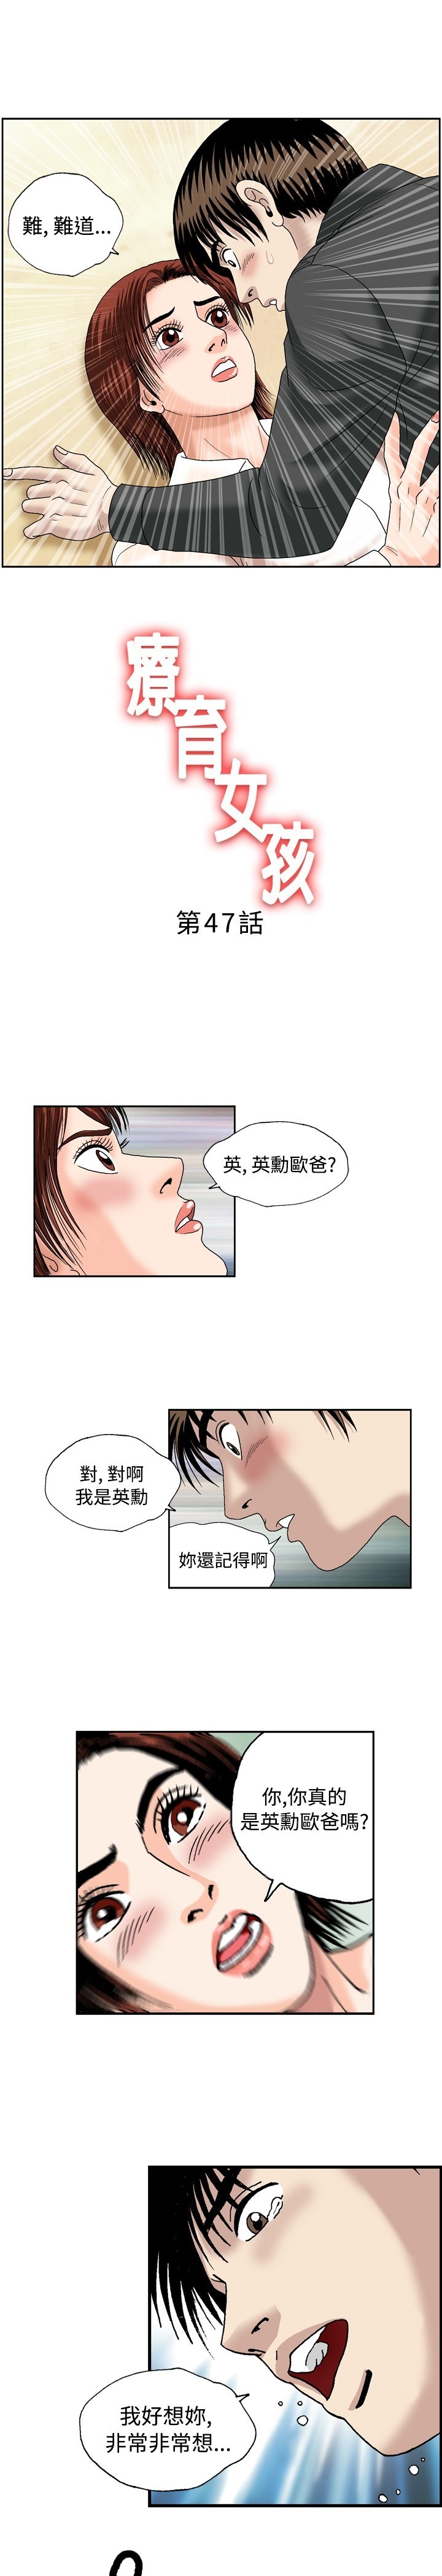 難, 難道...
療育女孩
第47話
英, 英勳歐爸?
對, 對啊
我是英勳
妳還記得啊
你,你真的
是英勳歐爸嗎?
我好想妳,
非常非常想...